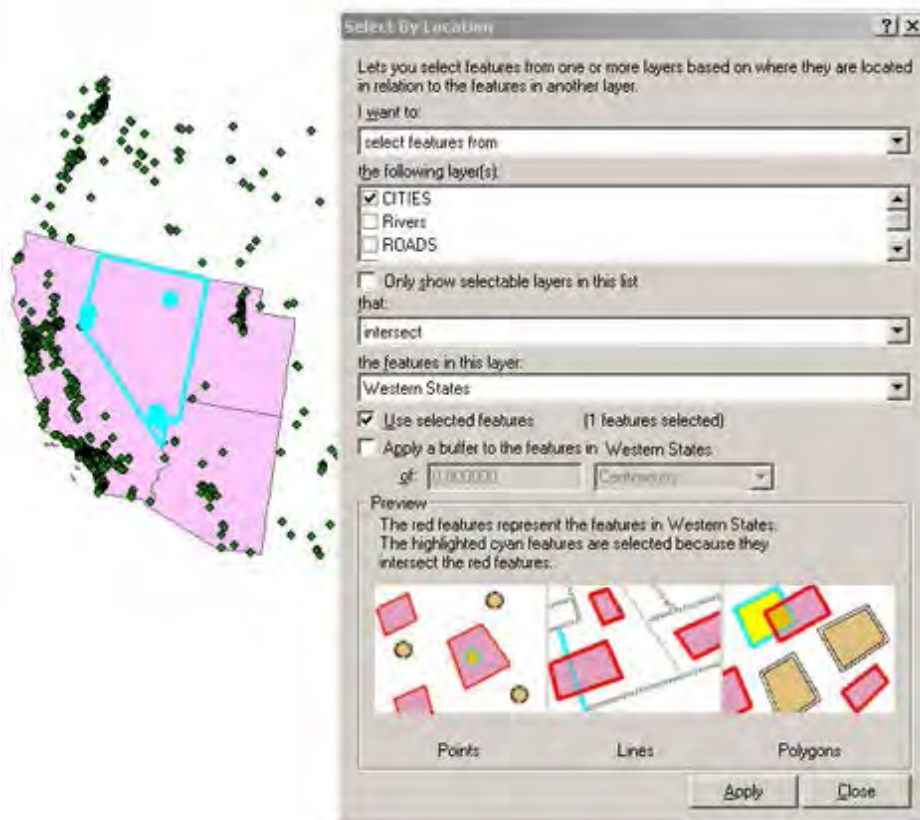 Select By Location
Lets you select features from one or more layers based on where they are located
in relation to the features in another layer.
I want to:
select features from
the following layer(s):
CITIES
Rivers
ROADS
Only show selectable layers in this list
that:
intersect
the features in this layer:
Western States
Use selected features (1 features selected)
Apply a buffer to the features in Western States
of: 0.000000
Preview
The red features represent the features in Western States.
The highlighted cyan features are selected because they
intersect the red features.
Points Lines Polygons
Apply Close